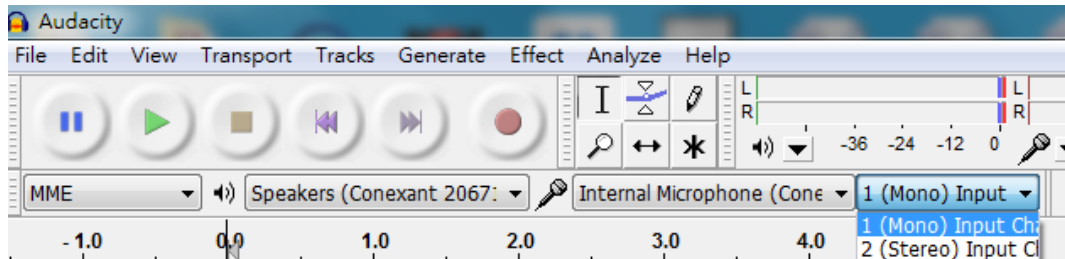 Audacity
File Edit View Transport Tracks Generate Effect Analyze Help
L L
R R
-36 -24 -12 0
MME Speakers (Conexant 2067: Internal Microphone (Cone 1 (Mono) Input
- 1.0 0.0 1.0 2.0 3.0 4.0 1 (Mono) Input Cha
2 (Stereo) Input Cl